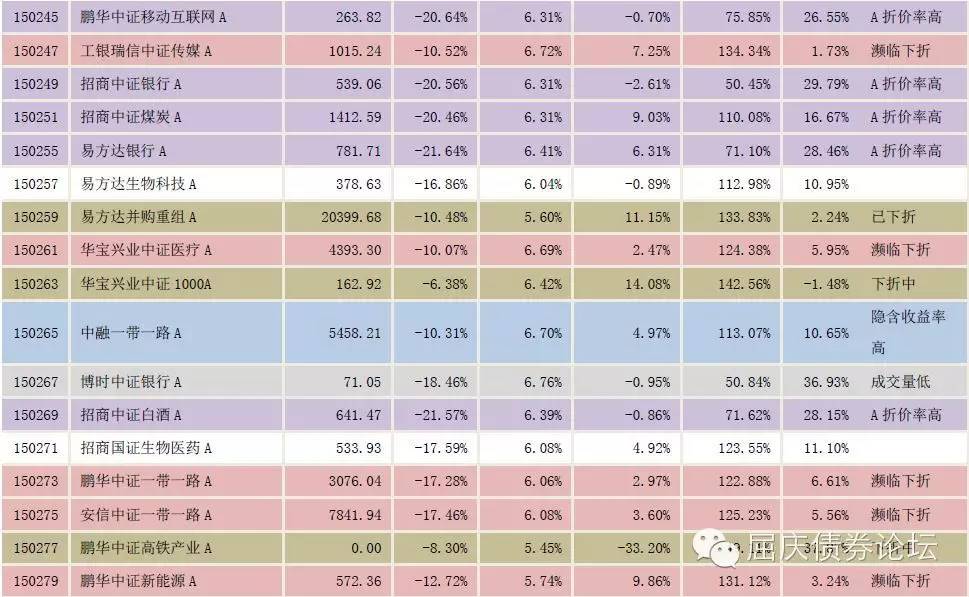 150245 鹏华中证移动互联网 A 263.82 -20.64% 6.31% -0.70% 75.85% 26.55% A 折价率高
150247 工银瑞信中证传媒 A 1015.24 -10.52% 6.72% 7.25% 134.34% 1.73% 濒临下折
150249 招商中证银行 A 539.06 -20.56% 6.31% -2.61% 50.45% 29.79% A 折价率高
150251 招商中证煤炭 A 1412.59 -20.46% 6.31% 9.03% 110.08% 16.67% A 折价率高
150255 易方达银行 A 781.71 -21.64% 6.41% 6.31% 71.10% 28.46% A 折价率高
150257 易方达生物科技 A 378.63 -16.86% 6.04% -0.89% 112.98% 10.95%
150259 易方达并购重组 A 20399.68 -10.48% 5.60% 11.15% 133.83% 2.24% 已下折
150261 华宝兴业中证医疗 A 4393.30 -10.07% 6.69% 2.47% 124.38% 5.95% 濒临下折
150263 华宝兴业中证 1000A 162.92 -6.38% 6.42% 14.08% 142.56% -1.48% 下折中
150265 中融一带一路 A 5458.21 -10.31% 6.70% 4.97% 113.07% 10.65% 隐含收益率
高
150267 博时中证银行 A 71.05 -18.46% 6.76% -0.95% 50.84% 36.93% 成交量低
150269 招商中证白酒 A 641.47 -21.57% 6.39% -0.86% 71.62% 28.15% A 折价率高
150271 招商国证生物医药 A 533.93 -17.59% 6.08% 4.92% 123.55% 11.10%
150273 鹏华中证一带一路 A 3076.04 -17.28% 6.06% 2.97% 122.88% 6.61% 濒临下折
150275 安信中证一带一路 A 7841.94 -17.46% 6.08% 3.60% 125.23% 5.56% 濒临下折
150277 鹏华中证高铁产业 A 0.00 -8.30% 5.45% -33.20%
屈庆债券论坛
150279 鹏华中证新能源 A 572.36 -12.72% 5.74% 9.86% 131.12% 3.24% 濒临下折